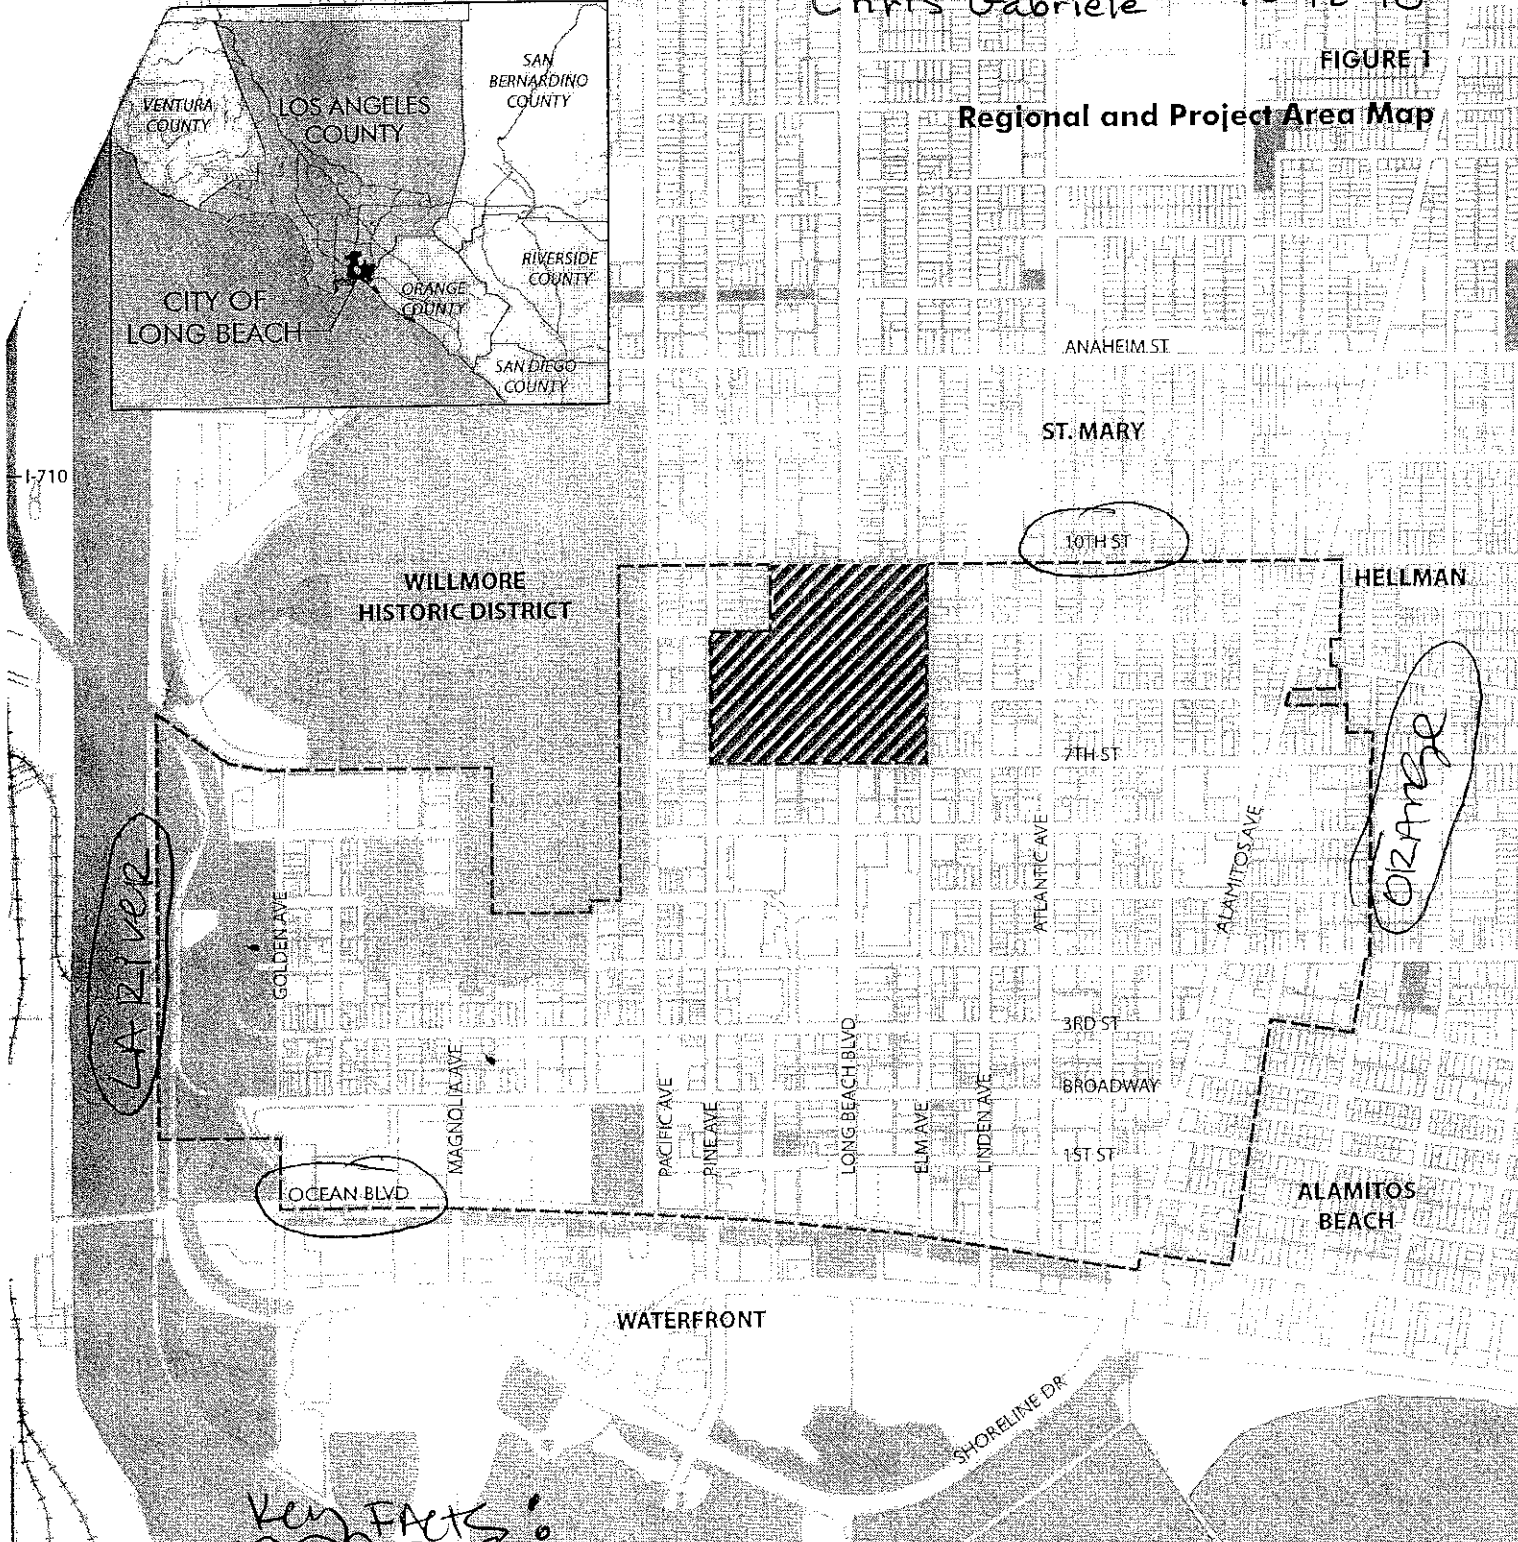 Chris Gabriele
FIGURE 1
Regional and Project Area Map
VENTURA
COUNTY
LOS ANGELES
COUNTY
SAN
BERNARDINO
COUNTY
RIVERSIDE
COUNTY
ORANGE
COUNTY
CITY OF
LONG BEACH
SAN DIEGO
COUNTY
ANAHEIM ST
ST. MARY
I-710
10TH ST
WILLMORE
HISTORIC DISTRICT
HELLMAN
7TH ST
ORANGE
LA RIVER
GOLDEN AVE
ATLANTIC AVE
ALAMITOS AVE
3RD ST
MAGNOLIA AVE
PACIFIC AVE
PINE AVE
LONG BEACH BLVD
ELM AVE
LINDEN AVE
BROADWAY
1ST ST
OCEAN BLVD
ALAMITOS
BEACH
WATERFRONT
SHORELINE DR
Key FActs: